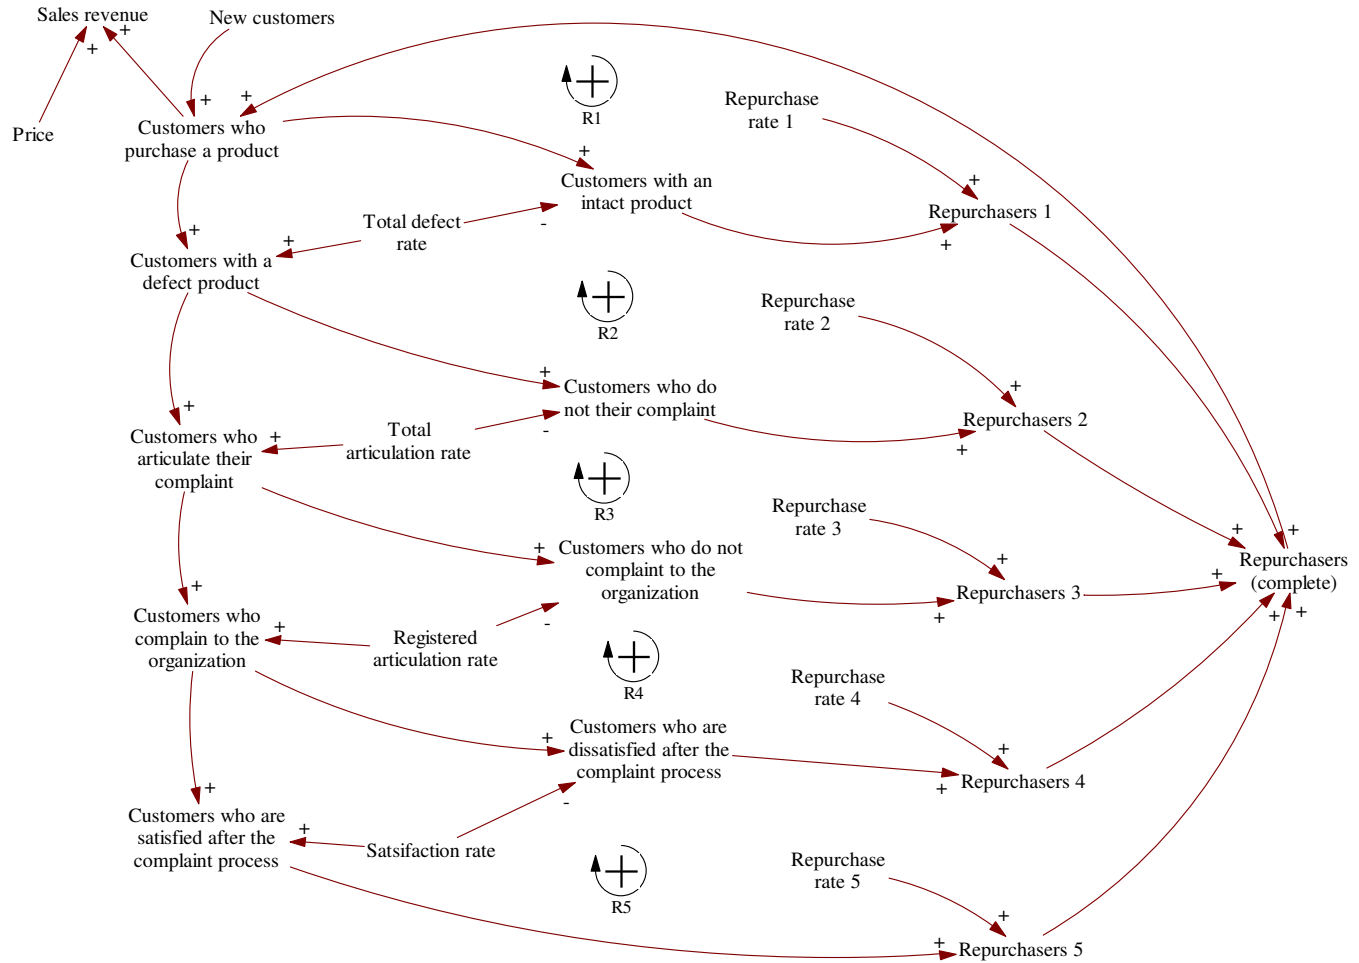 Sales revenue
New customers
+
+
+
+
Price
Customers who
purchase a product
R1
Repurchase
rate 1
+
Customers with an
intact product
+
Repurchasers 1
+
Total defect
rate
-
+
+
Customers with a
defect product
R2
Repurchase
rate 2
+
Customers who do
not their complaint
-
+
Repurchasers 2
+
+
Customers who
articulate their
complaint
+
Total
articulation rate
R3
Repurchase
rate 3
+
Customers who do not
complaint to the
organization
-
+
Repurchasers 3
+
+
+
+
Repurchasers
(complete)
+
+
+
Customers who
complain to the
organization
+
Registered
articulation rate
R4
Repurchase
rate 4
+
Customers who are
dissatisfied after the
complaint process
-
+
Repurchasers 4
+
+
Customers who are
satisfied after the
complaint process
+
Satsifaction rate
R5
Repurchase
rate 5
+
+
Repurchasers 5